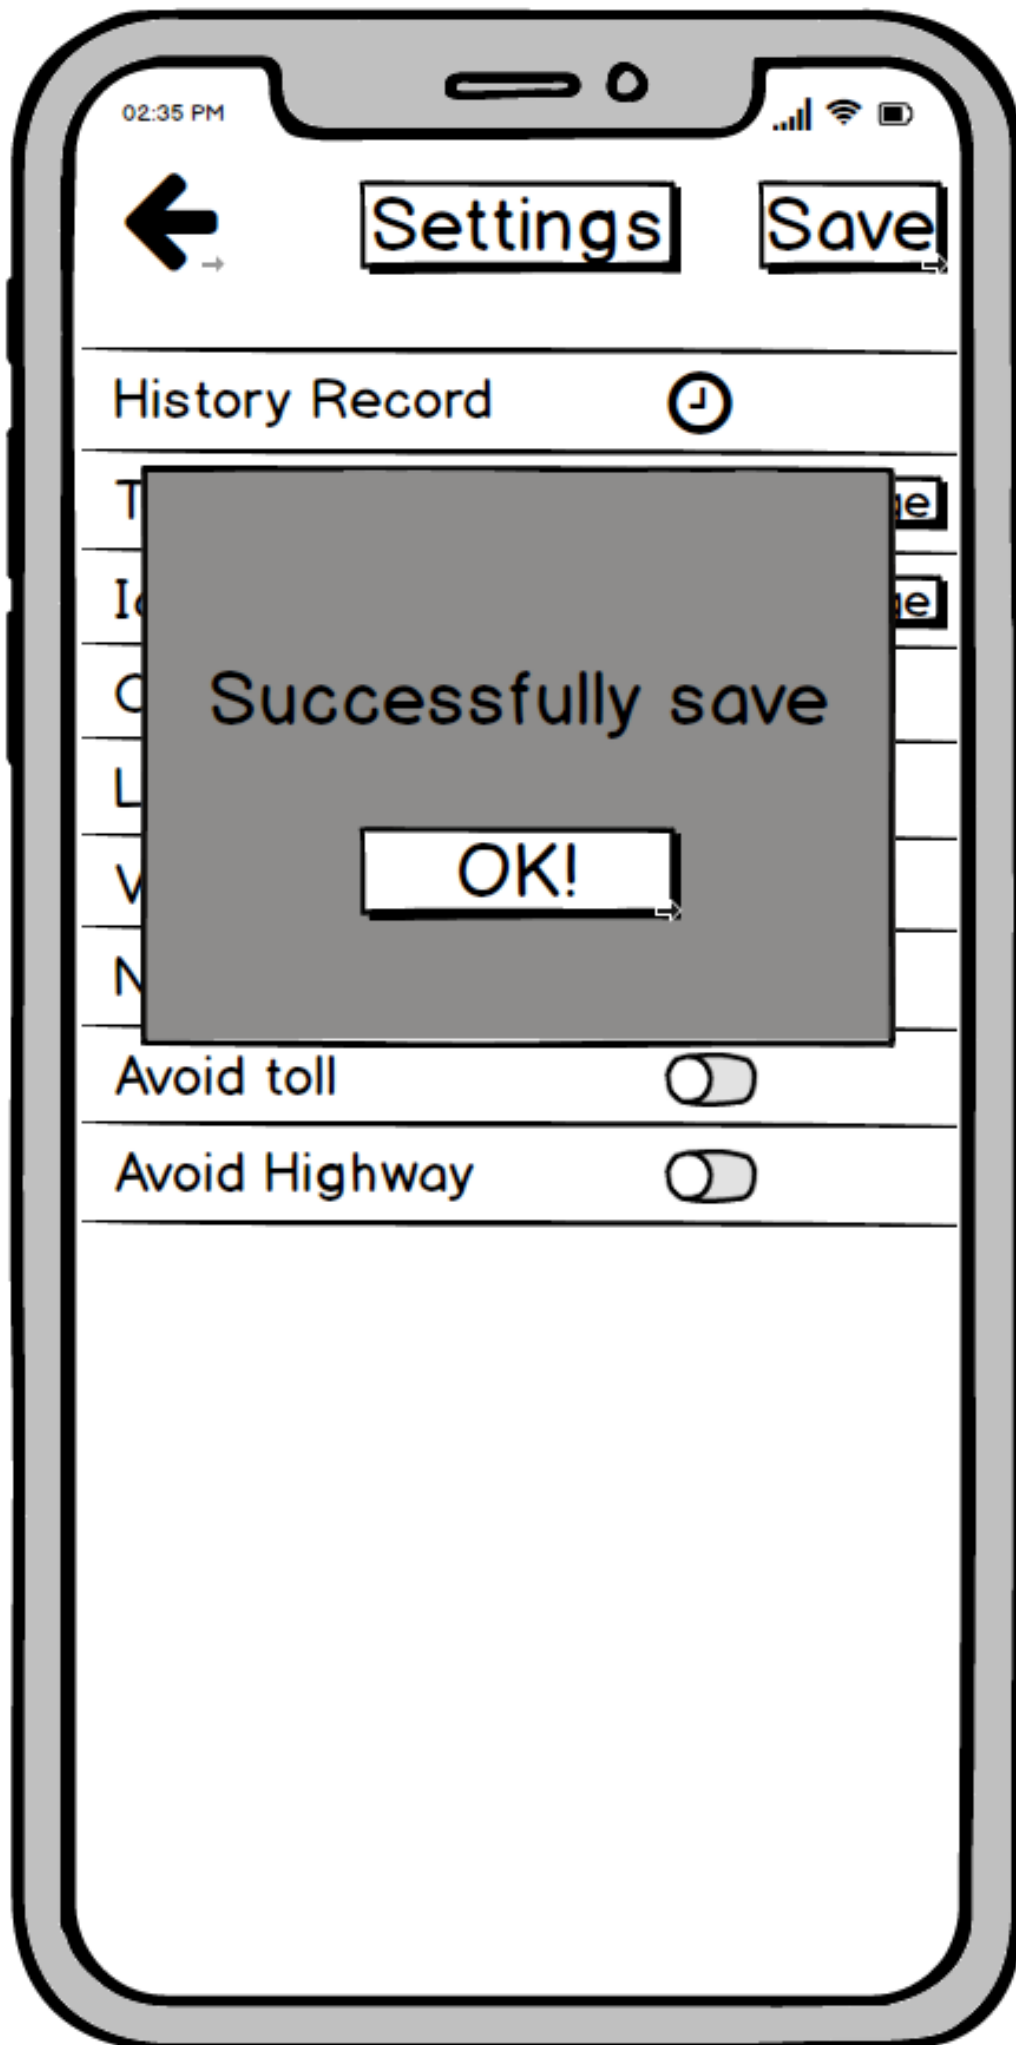 02:35 PM
Settings Save
History Record
Successfully save
OK!
Avoid toll
Avoid Highway